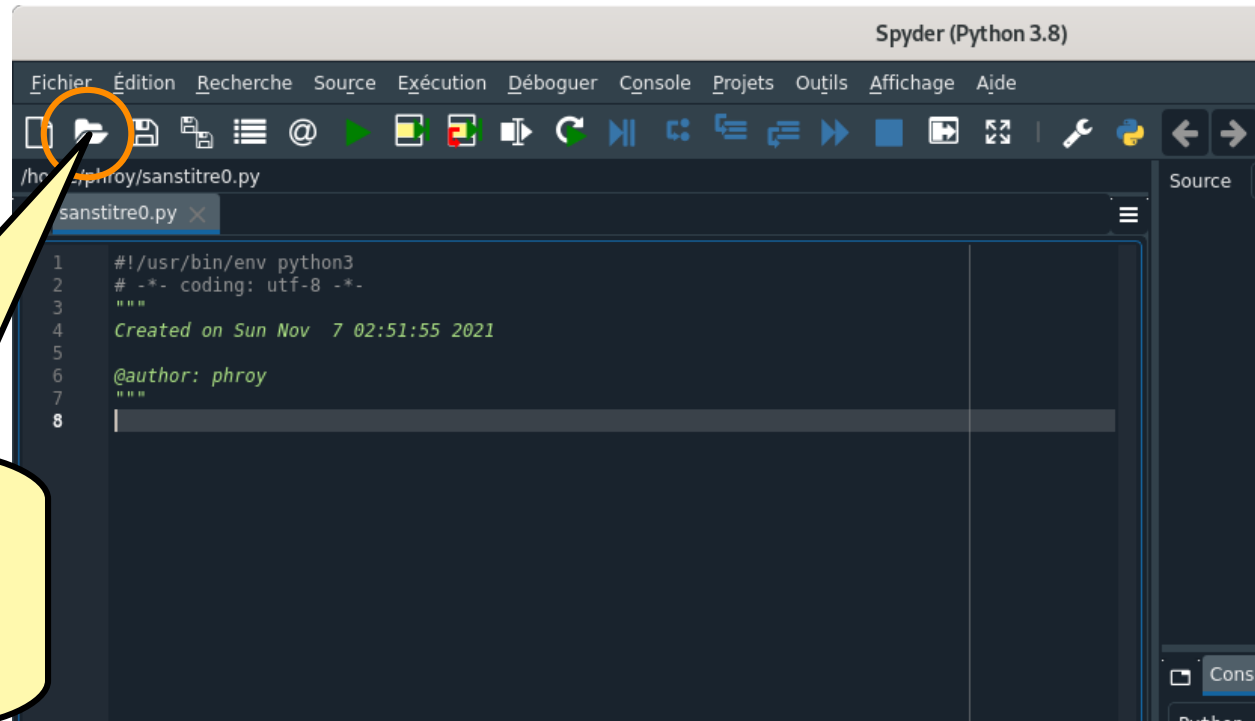 Spyder (Python 3.8)
Fichier Édition Recherche Source Exécution Déboguer Console Projets Outils Affichage Aide
@
/home/phroy/sanstitre0.py
Source
sanstitre0.py
1 #!/usr/bin/env python3
2 # -*- coding: utf-8 -*-
3 """
4 Created on Sun Nov  7 02:51:55 2021
5
6 @author: phroy
7 """
8
Cons